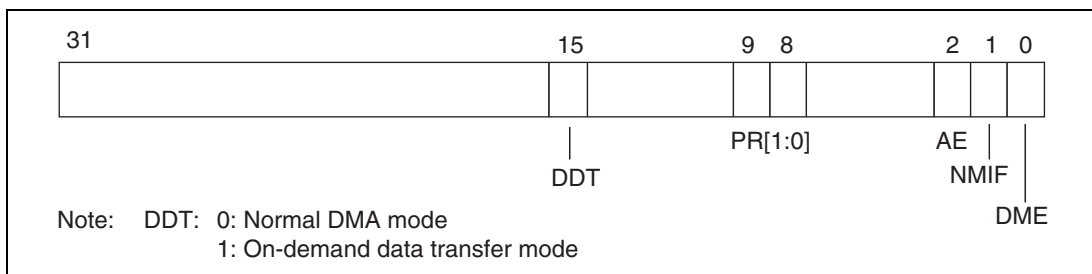 31 15 9 8 2 1 0
PR[1:0] AE
DDT NMIF
DME
Note: DDT: 0: Normal DMA mode
1: On-demand data transfer mode